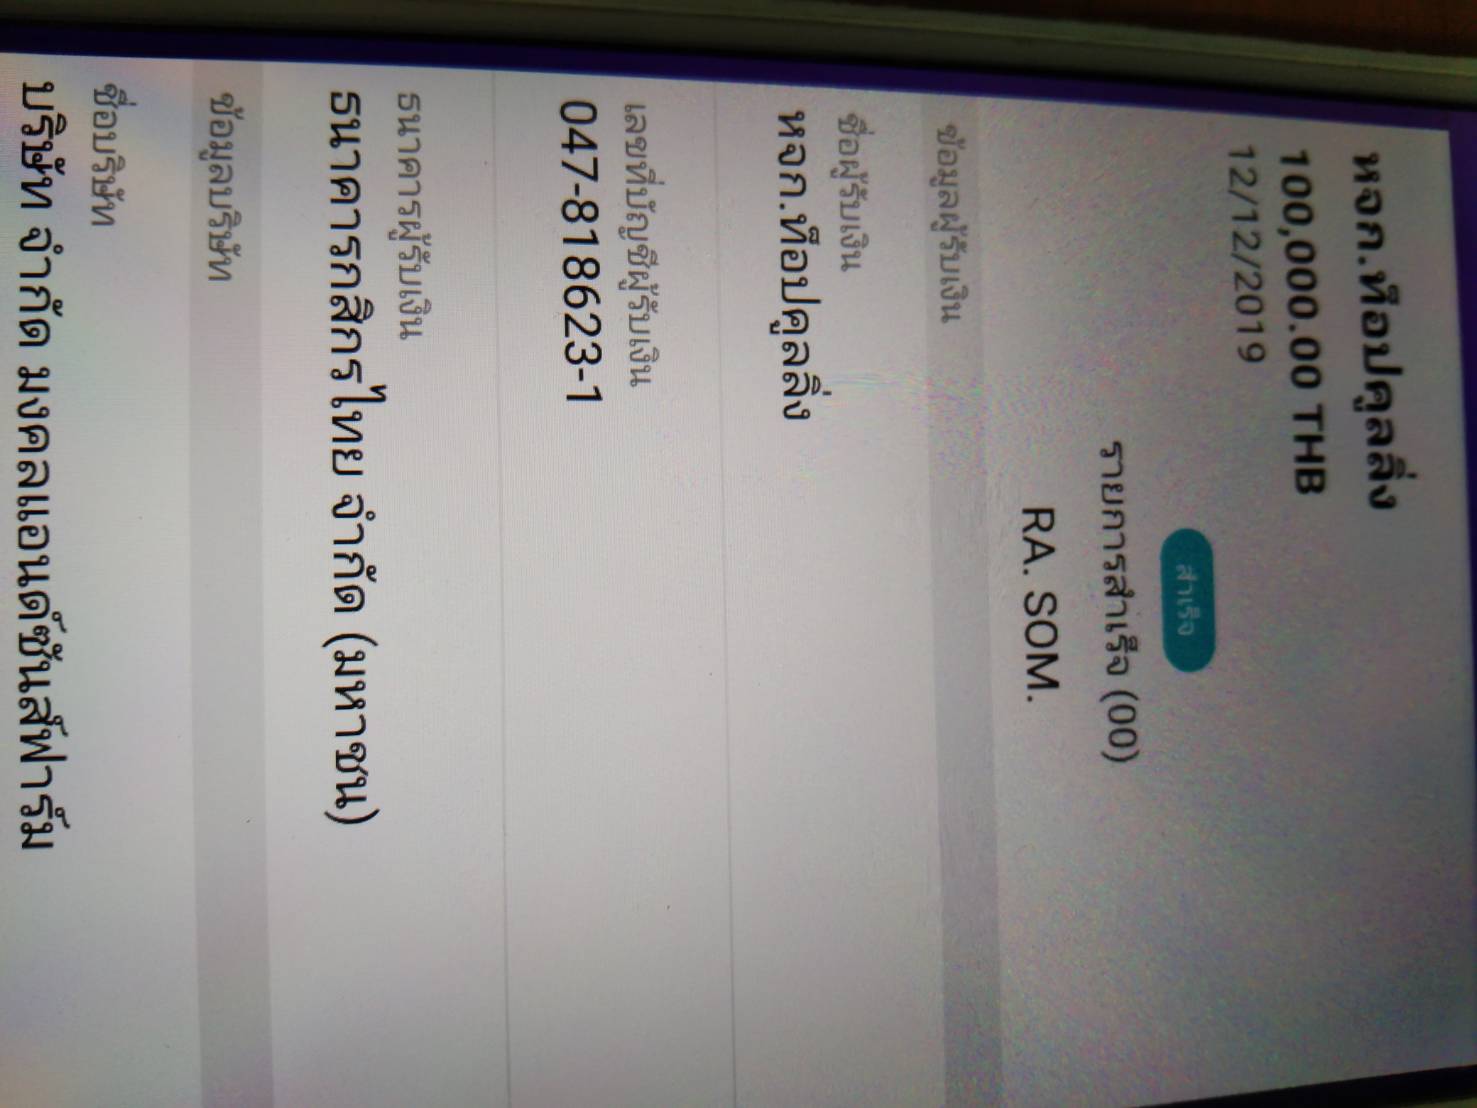 หจก.ท็อปคูลลิ่ง
100,000.00 THB
12/12/2019
สำเร็จ
รายการสำเร็จ (00)
RA. SOM.
ข้อมูลผู้รับเงิน
ชื่อผู้รับเงิน
หจก.ท็อปคูลลิ่ง
เลขที่บัญชีผู้รับเงิน
047-818623-1
ธนาคารผู้รับเงิน
ธนาคารกสิกรไทย จำกัด (มหาชน)
ข้อมูลบริษัท
ชื่อบริษัท
บริษัท จำกัด มงคลแอนด์ซันส์ฟาร์ม